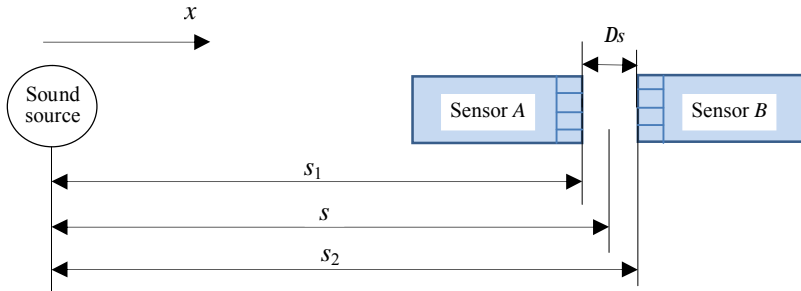 x
Ds
Sound
source
Sensor A
Sensor B
s₁
s
s₂